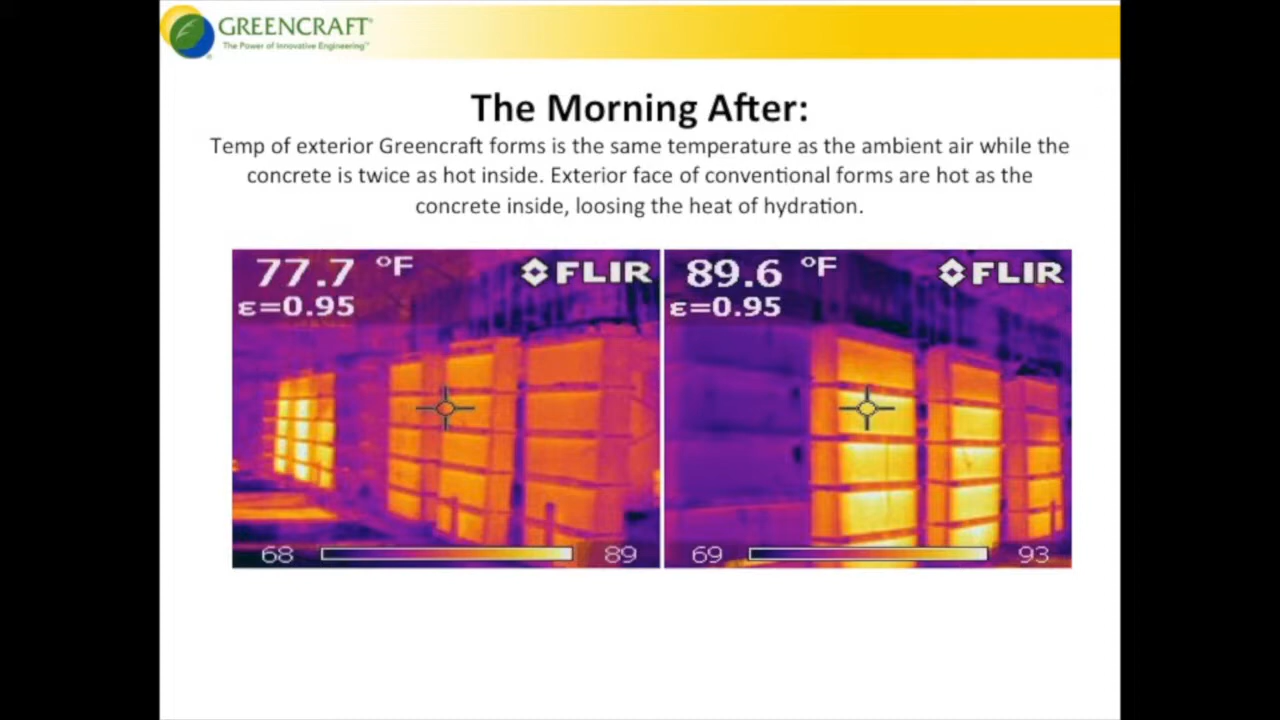 GREENCRAFT®
The Power of Innovative Engineering™
The Morning After:
Temp of exterior Greencraft forms is the same temperature as the ambient air while the
concrete is twice as hot inside. Exterior face of conventional forms are hot as the
concrete inside, loosing the heat of hydration.
77.7 °F FLIR
ε=0.95
68 89
89.6 °F FLIR
ε=0.95
69 93